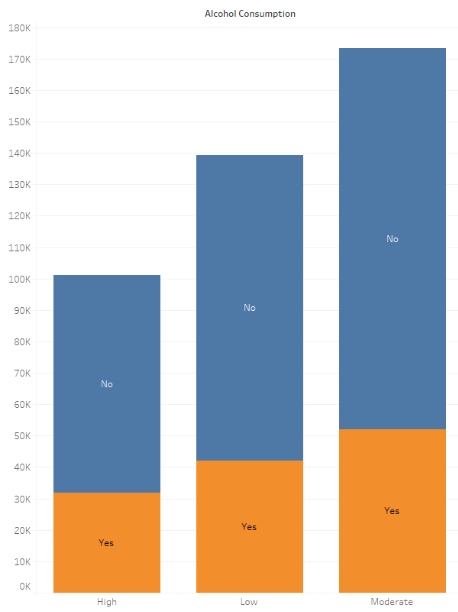 Alcohol Consumption
180K
170K
160K
150K
140K
130K
120K
110K
100K
90K
80K
70K
60K
50K
40K
30K
20K
10K
0K
No
No
No
Yes
Yes
Yes
High Low Moderate